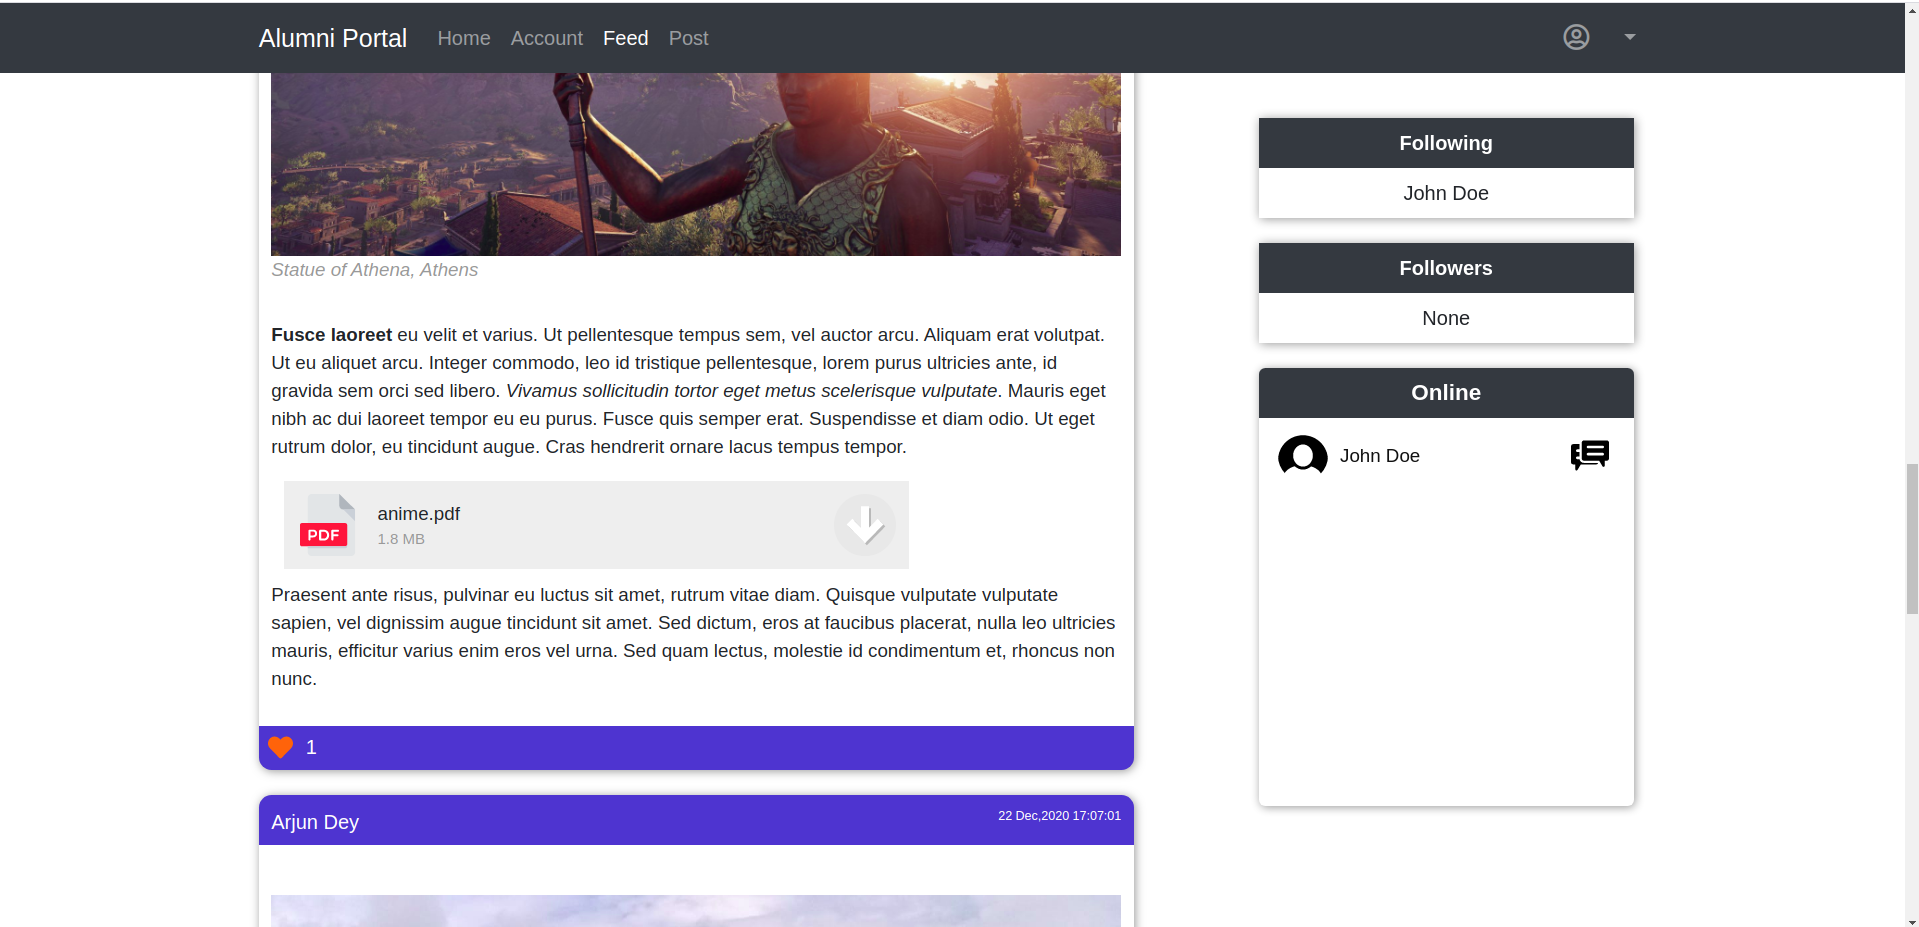 Alumni Portal Home Account Feed Post
Statue of Athena, Athens
Fusce laoreet eu velit et varius. Ut pellentesque tempus sem, vel auctor arcu. Aliquam erat volutpat.
Ut eu aliquet arcu. Integer commodo, leo id tristique pellentesque, lorem purus ultricies ante, id
gravida sem orci sed libero. Vivamus sollicitudin tortor eget metus scelerisque vulputate. Mauris eget
nibh ac dui laoreet tempor eu eu purus. Fusce quis semper erat. Suspendisse et diam odio. Ut eget
rutrum dolor, eu tincidunt augue. Cras hendrerit ornare lacus tempus tempor.
PDF
anime.pdf
1.8 MB
Praesent ante risus, pulvinar eu luctus sit amet, rutrum vitae diam. Quisque vulputate vulputate
sapien, vel dignissim augue tincidunt sit amet. Sed dictum, eros at faucibus placerat, nulla leo ultricies
mauris, efficitur varius enim eros vel urna. Sed quam lectus, molestie id condimentum et, rhoncus non
nunc.
1
Arjun Dey
22 Dec,2020 17:07:01
Following
John Doe
Followers
None
Online
John Doe